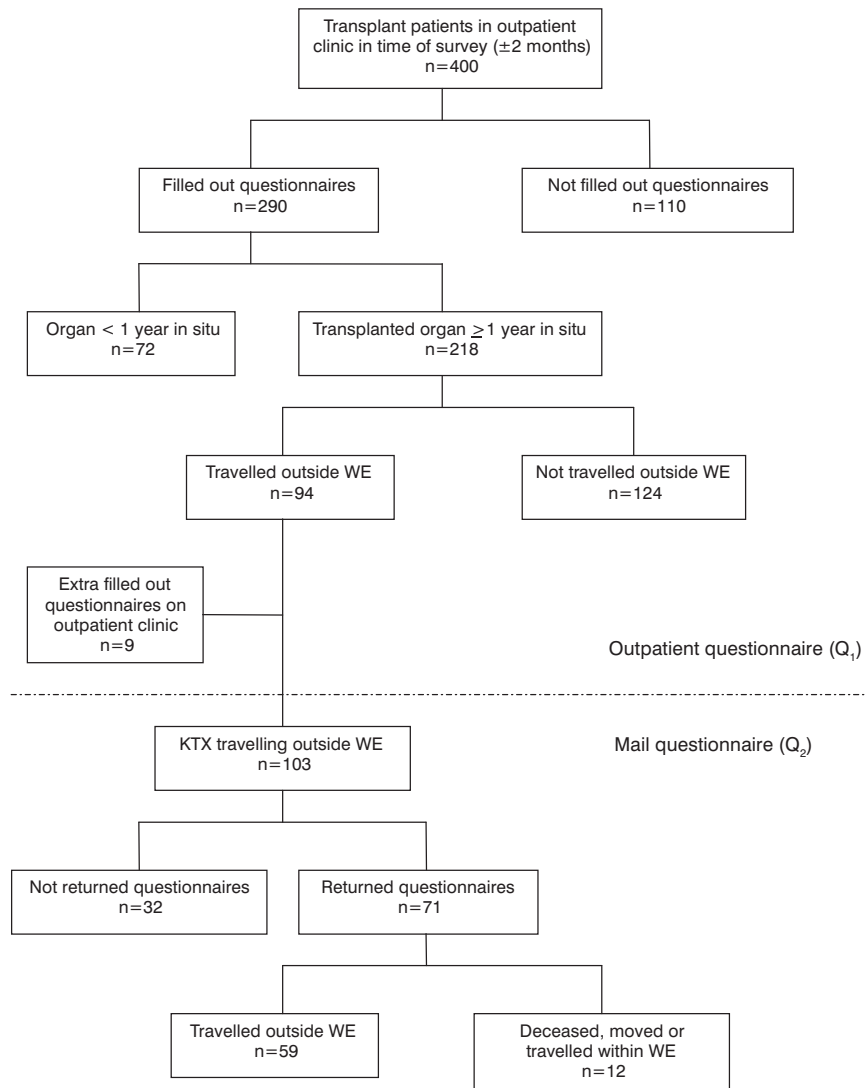 Transplant patients in outpatient
clinic in time of survey (±2 months)
n=400
Filled out questionnaires
n=290
Not filled out questionnaires
n=110
Organ < 1 year in situ
n=72
Transplanted organ ≥1 year in situ
n=218
Travelled outside WE
n=94
Not travelled outside WE
n=124
Extra filled out
questionnaires on
outpatient clinic
n=9
Outpatient questionnaire (Q₁)
KTX travelling outside WE
n=103
Mail questionnaire (Q₂)
Not returned questionnaires
n=32
Returned questionnaires
n=71
Travelled outside WE
n=59
Deceased, moved or
travelled within WE
n=12